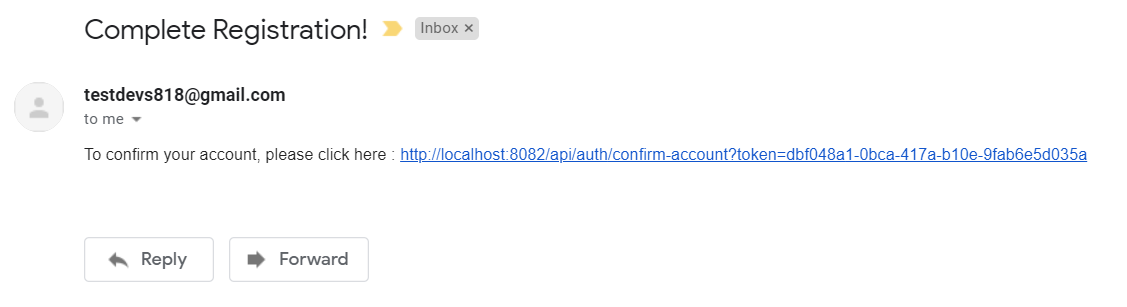 Complete Registration!
Inbox ×
testdevs818@gmail.com
to me
To confirm your account, please click here : http://localhost:8082/api/auth/confirm-account?token=dbf048a1-0bca-417a-b10e-9fab6e5d035a
Reply
Forward